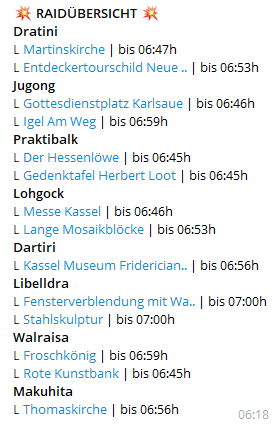 💥 RAIDÜBERSICHT 💥
Dratini
L Martinskirche | bis 06:47h
L Entdeckertourschild Neue .. | bis 06:53h
Jugong
L Gottesdienstplatz Karlsaue | bis 06:46h
L Igel Am Weg | bis 06:59h
Praktibalk
L Der Hessenlöwe | bis 06:45h
L Gedenktafel Herbert Loot | bis 06:45h
Lohgock
L Messe Kassel | bis 06:46h
L Lange Mosaikblöcke | bis 06:53h
Dartiri
L Kassel Museum Friderician.. | bis 06:56h
Libelldra
L Fensterverblendung mit Wa.. | bis 07:00h
L Stahlskulptur | bis 07:00h
Walraisa
L Froschkönig | bis 06:59h
L Rote Kunstbank | bis 06:45h
Makuhita
L Thomaskirche | bis 06:56h
06:18